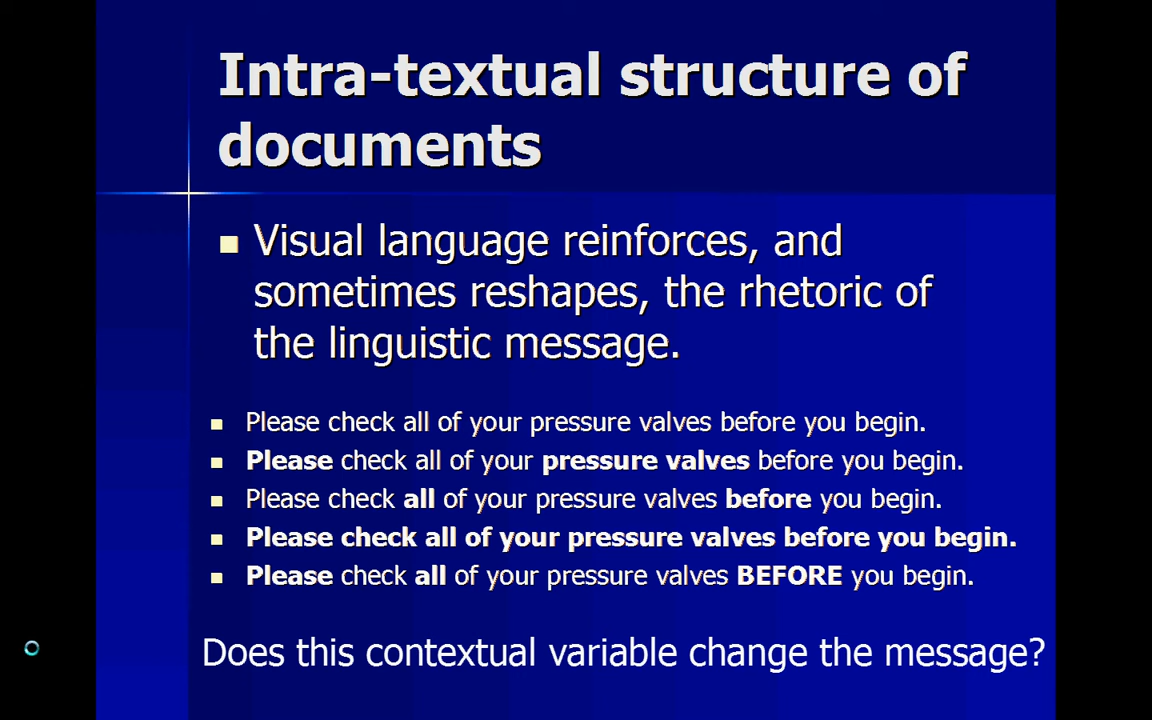 Intra-textual structure of
documents
Visual language reinforces, and
sometimes reshapes, the rhetoric of
the linguistic message.
Please check all of your pressure valves before you begin.
Please check all of your pressure valves before you begin.
Please check all of your pressure valves before you begin.
Please check all of your pressure valves before you begin.
Please check all of your pressure valves BEFORE you begin.
Does this contextual variable change the message?